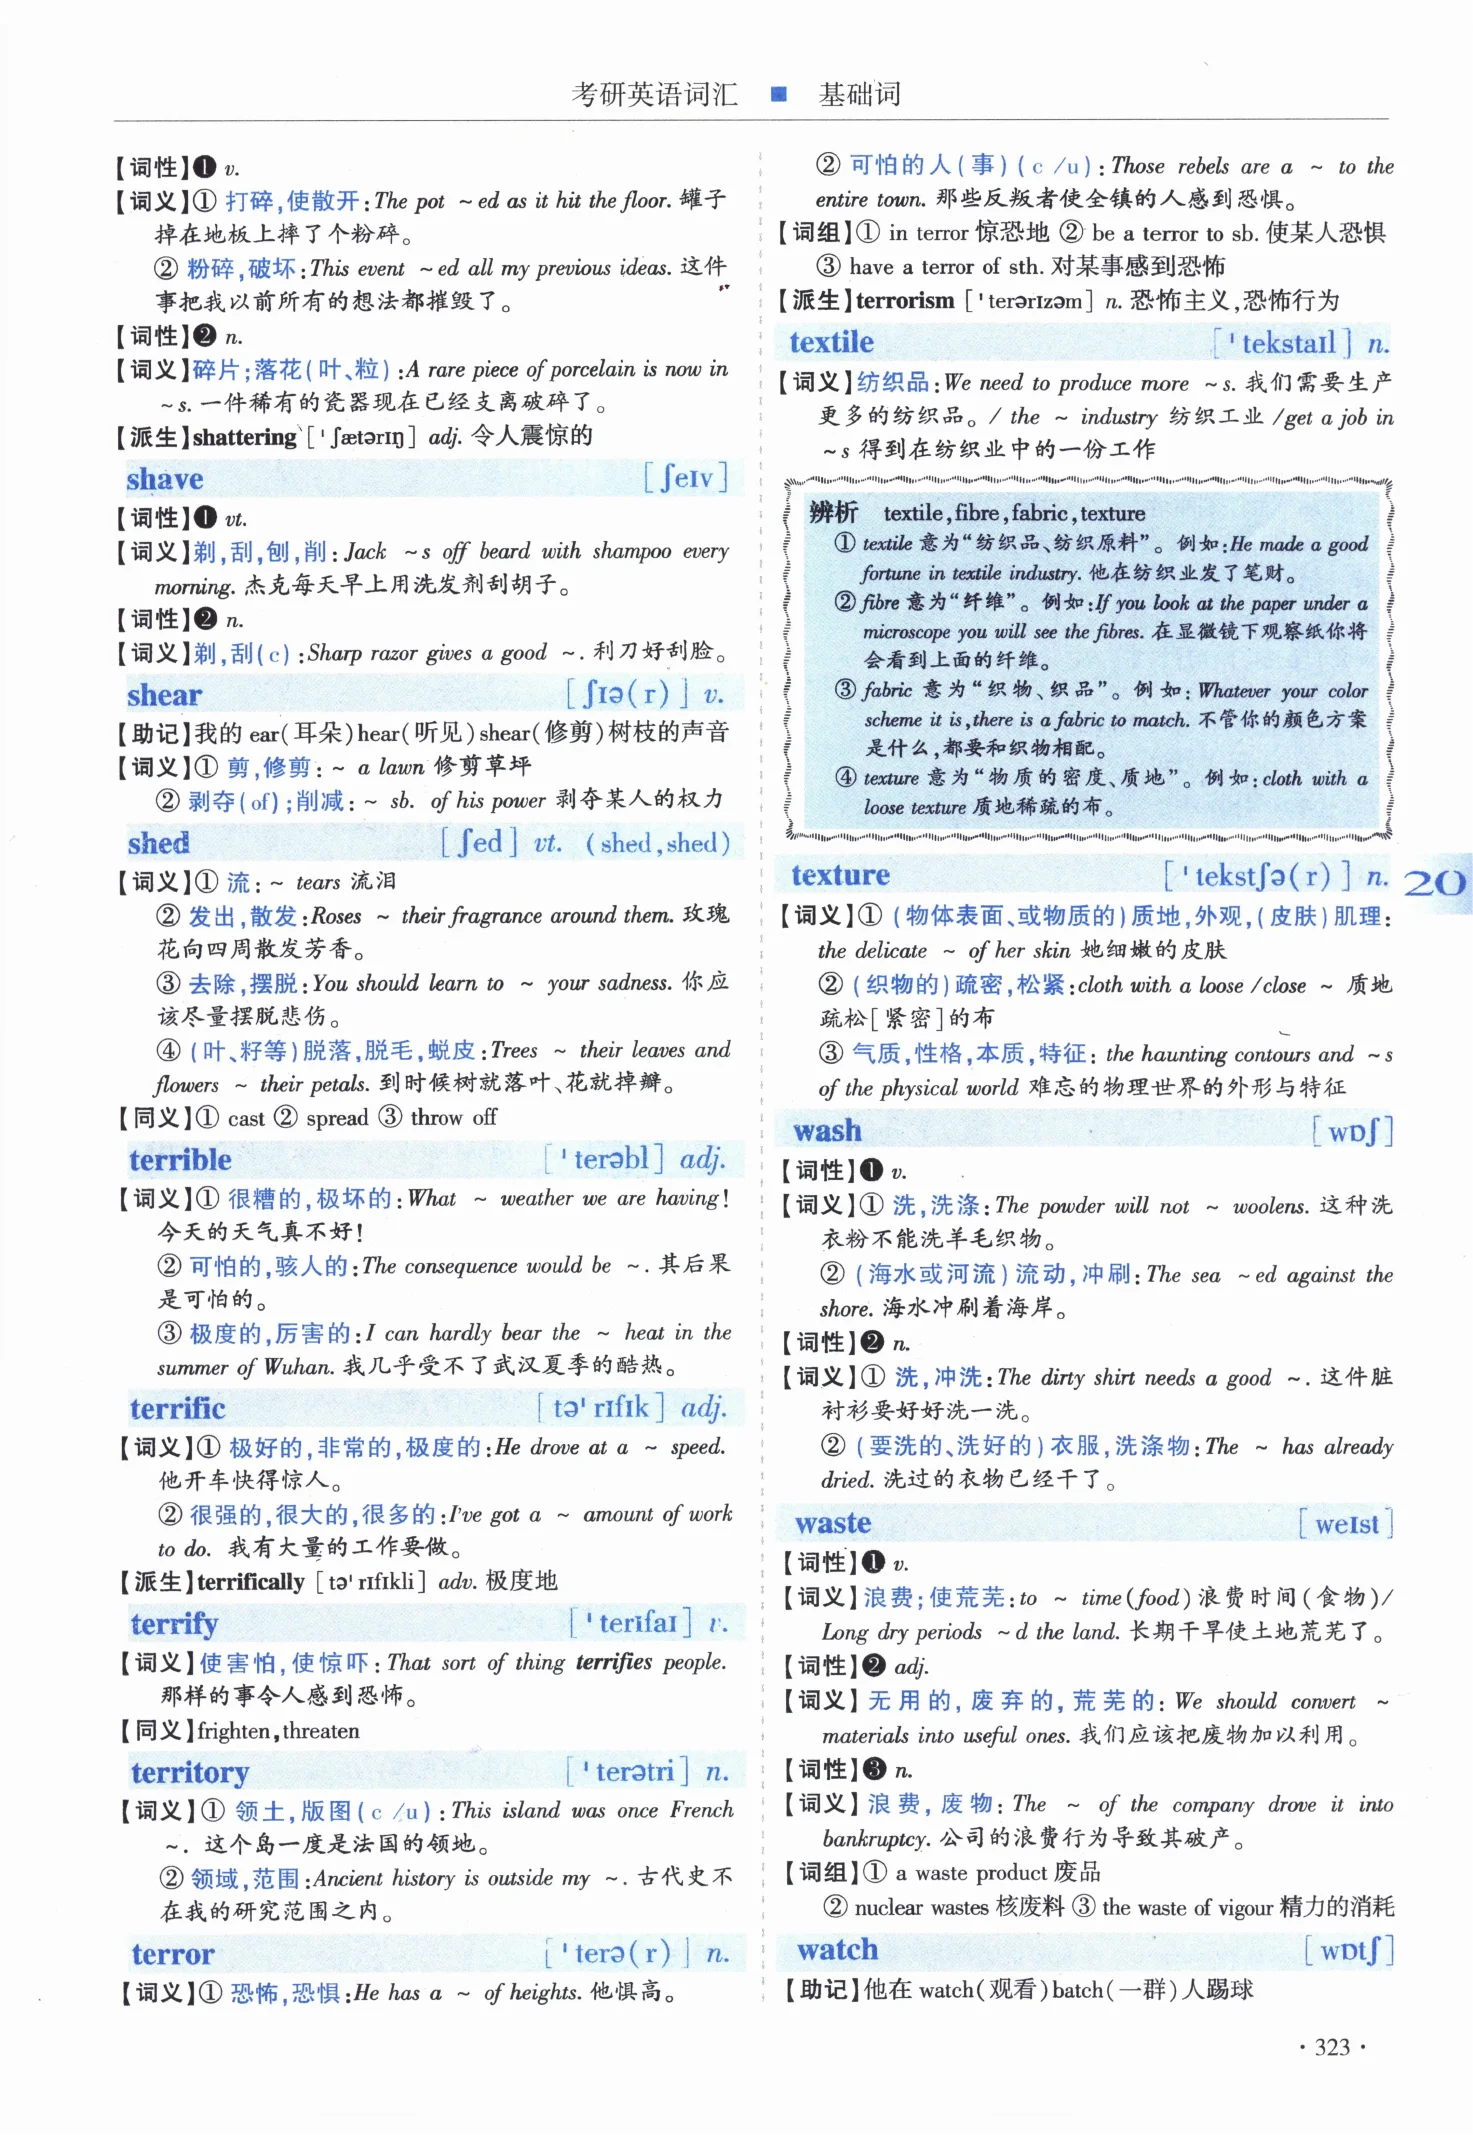 考研英语词汇 ■ 基础词
【词性】❶ v.
【词义】① 打碎,使散开:The pot ~ed as it hit the floor. 罐子
掉在地板上摔了个粉碎。
② 粉碎,破坏:This event ~ed all my previous ideas. 这件
事把我以前所有的想法都摧毁了。
【词性】❷ n.
【词义】碎片;落花(叶、粒):A rare piece of porcelain is now in
~s. 一件稀有的瓷器现在已经支离破碎了。
【派生】shattering ['ʃætərɪŋ] adj. 令人震惊的
shave [ʃeɪv]
【词性】❶ vt.
【词义】剃,刮,刨,削:Jack ~s off beard with shampoo every
morning. 杰克每天早上用洗发剂刮胡子。
【词性】❷ n.
【词义】剃,刮(c):Sharp razor gives a good ~. 利刀好刮脸。
shear [ʃɪə(r)] v.
【助记】我的 ear(耳朵)hear(听见)shear(修剪)树枝的声音
【词义】① 剪,修剪: ~ a lawn 修剪草坪
② 剥夺(of);削减: ~ sb. of his power 剥夺某人的权力
shed [ʃed] vt. (shed,shed)
【词义】① 流: ~ tears 流泪
② 发出,散发:Roses ~ their fragrance around them. 玫瑰
花向四周散发芳香。
③ 去除,摆脱:You should learn to ~ your sadness. 你应
该尽量摆脱悲伤。
④ (叶、籽等)脱落,脱毛,蜕皮:Trees ~ their leaves and
flowers ~ their petals. 到时候树就落叶、花就掉瓣。
【同义】① cast ② spread ③ throw off
terrible ['terəbl] adj.
【词义】① 很糟的,极坏的:What ~ weather we are having!
今天的天气真不好!
② 可怕的,骇人的:The consequence would be ~. 其后果
是可怕的。
③ 极度的,厉害的:I can hardly bear the ~ heat in the
summer of Wuhan. 我几乎受不了武汉夏季的酷热。
terrific [tə'rɪfɪk] adj.
【词义】① 极好的,非常的,极度的:He drove at a ~ speed.
他开车快得惊人。
② 很强的,很大的,很多的:I've got a ~ amount of work
to do. 我有大量的工作要做。
【派生】terrifically [tə'rɪfɪkli] adv. 极度地
terrify ['terɪfaɪ] v.
【词义】使害怕,使惊吓:That sort of thing terrifies people.
那样的事令人感到恐怖。
【同义】frighten,threaten
territory ['terətri] n.
【词义】① 领土,版图(c/u):This island was once French
~. 这个岛一度是法国的领地。
② 领域,范围:Ancient history is outside my ~. 古代史不
在我的研究范围之内。
terror ['terə(r)] n.
【词义】① 恐怖,恐惧:He has a ~ of heights. 他惧高。
② 可怕的人(事)(c/u):Those rebels are a ~ to the
entire town. 那些反叛者使全镇的人感到恐惧。
【词组】① in terror 惊恐地 ② be a terror to sb. 使某人恐惧
③ have a terror of sth. 对某事感到恐怖
【派生】terrorism ['terərɪzəm] n. 恐怖主义,恐怖行为
textile ['tekstaɪl] n.
【词义】纺织品:We need to produce more ~s. 我们需要生产
更多的纺织品。/ the ~ industry 纺织工业 /get a job in
~s 得到在纺织业中的一份工作
辨析 textile,fibre,fabric,texture
① textile 意为“纺织品、纺织原料”。例如:He made a good
fortune in textile industry. 他在纺织业发了笔财。
②fibre 意为“纤维”。例如:If you look at the paper under a
microscope you will see the fibres. 在显微镜下观察纸你将
会看到上面的纤维。
③ fabric 意为“织物、织品”。例如: Whatever your color
scheme it is,there is a fabric to match. 不管你的颜色方案
是什么,都要和织物相配。
④ texture 意为“物质的密度、质地”。例如:cloth with a
loose texture 质地稀疏的布。
texture ['tekstʃə(r)] n.
20
【词义】① (物体表面、或物质的)质地,外观,(皮肤)肌理:
the delicate ~ of her skin 她细嫩的皮肤
② (织物的)疏密,松紧:cloth with a loose/close ~ 质地
疏松[紧密]的布
③ 气质,性格,本质,特征: the haunting contours and ~s
of the physical world 难忘的物理世界的外形与特征
wash [wɒʃ]
【词性】❶ v.
【词义】① 洗,洗涤:The powder will not ~ woolens. 这种洗
衣粉不能洗羊毛织物。
② (海水或河流)流动,冲刷:The sea ~ed against the
shore. 海水冲刷着海岸。
【词性】❷ n.
【词义】① 洗,冲洗:The dirty shirt needs a good ~. 这件脏
衬衫要好好洗一洗。
② (要洗的、洗好的)衣服,洗涤物:The ~ has already
dried. 洗过的衣物已经干了。
waste [weɪst]
【词性】❶ v.
【词义】浪费;使荒芜:to ~ time(food)浪费时间(食物)/
Long dry periods ~d the land. 长期干旱使土地荒芜了。
【词性】❷ adj.
【词义】无用的,废弃的,荒芜的: We should convert ~
materials into useful ones. 我们应该把废物加以利用。
【词性】❸ n.
【词义】浪费,废物: The ~ of the company drove it into
bankruptcy. 公司的浪费行为导致其破产。
【词组】① a waste product 废品
② nuclear wastes 核废料 ③ the waste of vigour 精力的消耗
watch [wɒtʃ]
【助记】他在 watch(观看)batch(一群)人踢球
· 323 ·